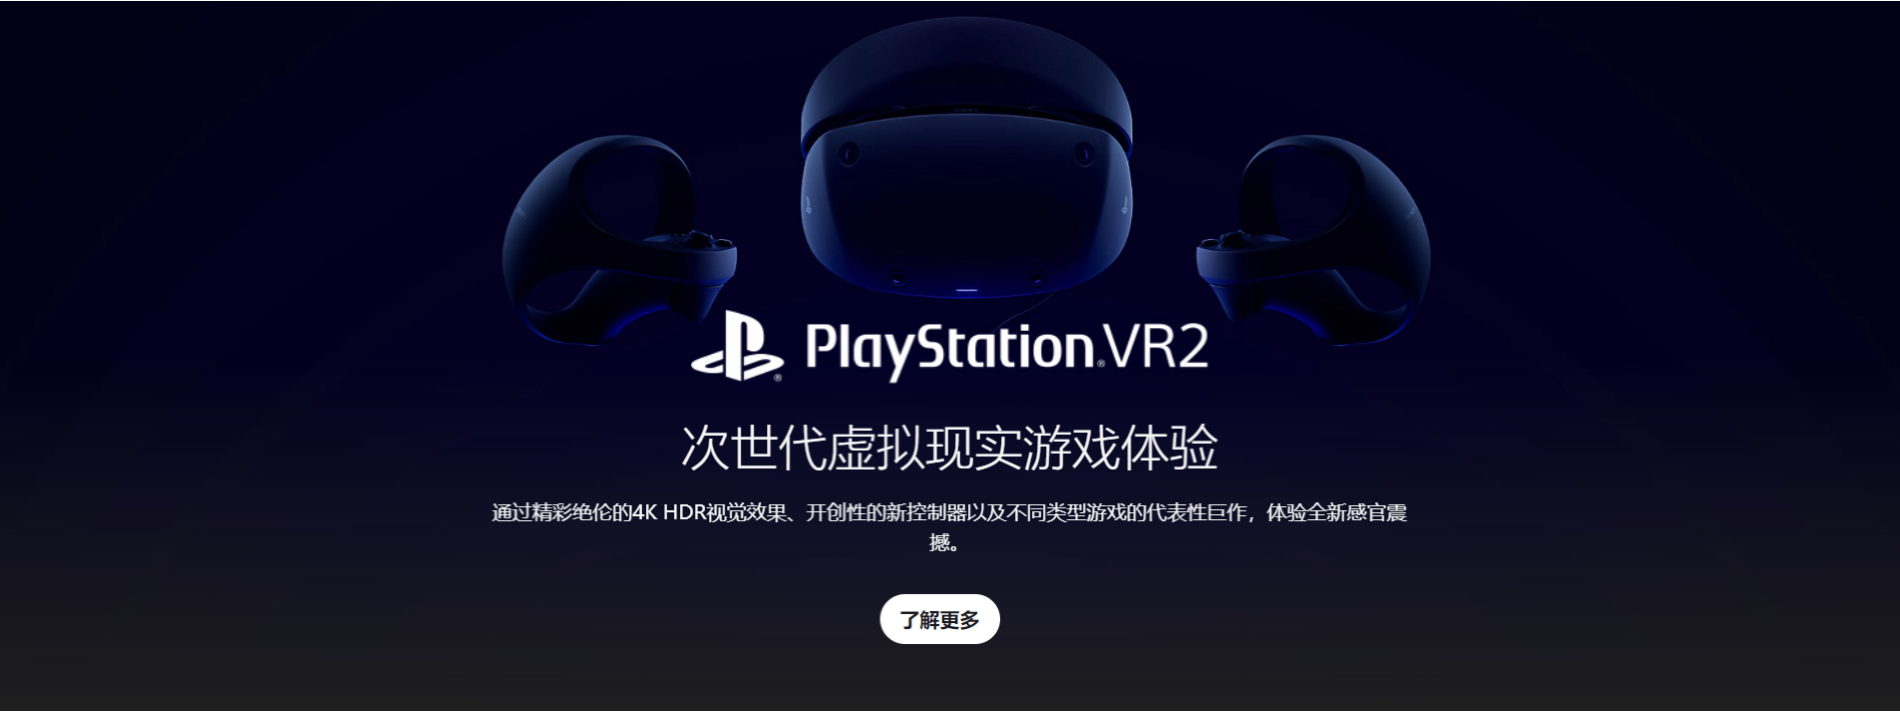 PlayStation®VR2
次世代虚拟现实游戏体验
通过精彩绝伦的4K HDR视觉效果、开创性的新控制器以及不同类型游戏的代表性巨作，体验全新感官震
撼。
了解更多